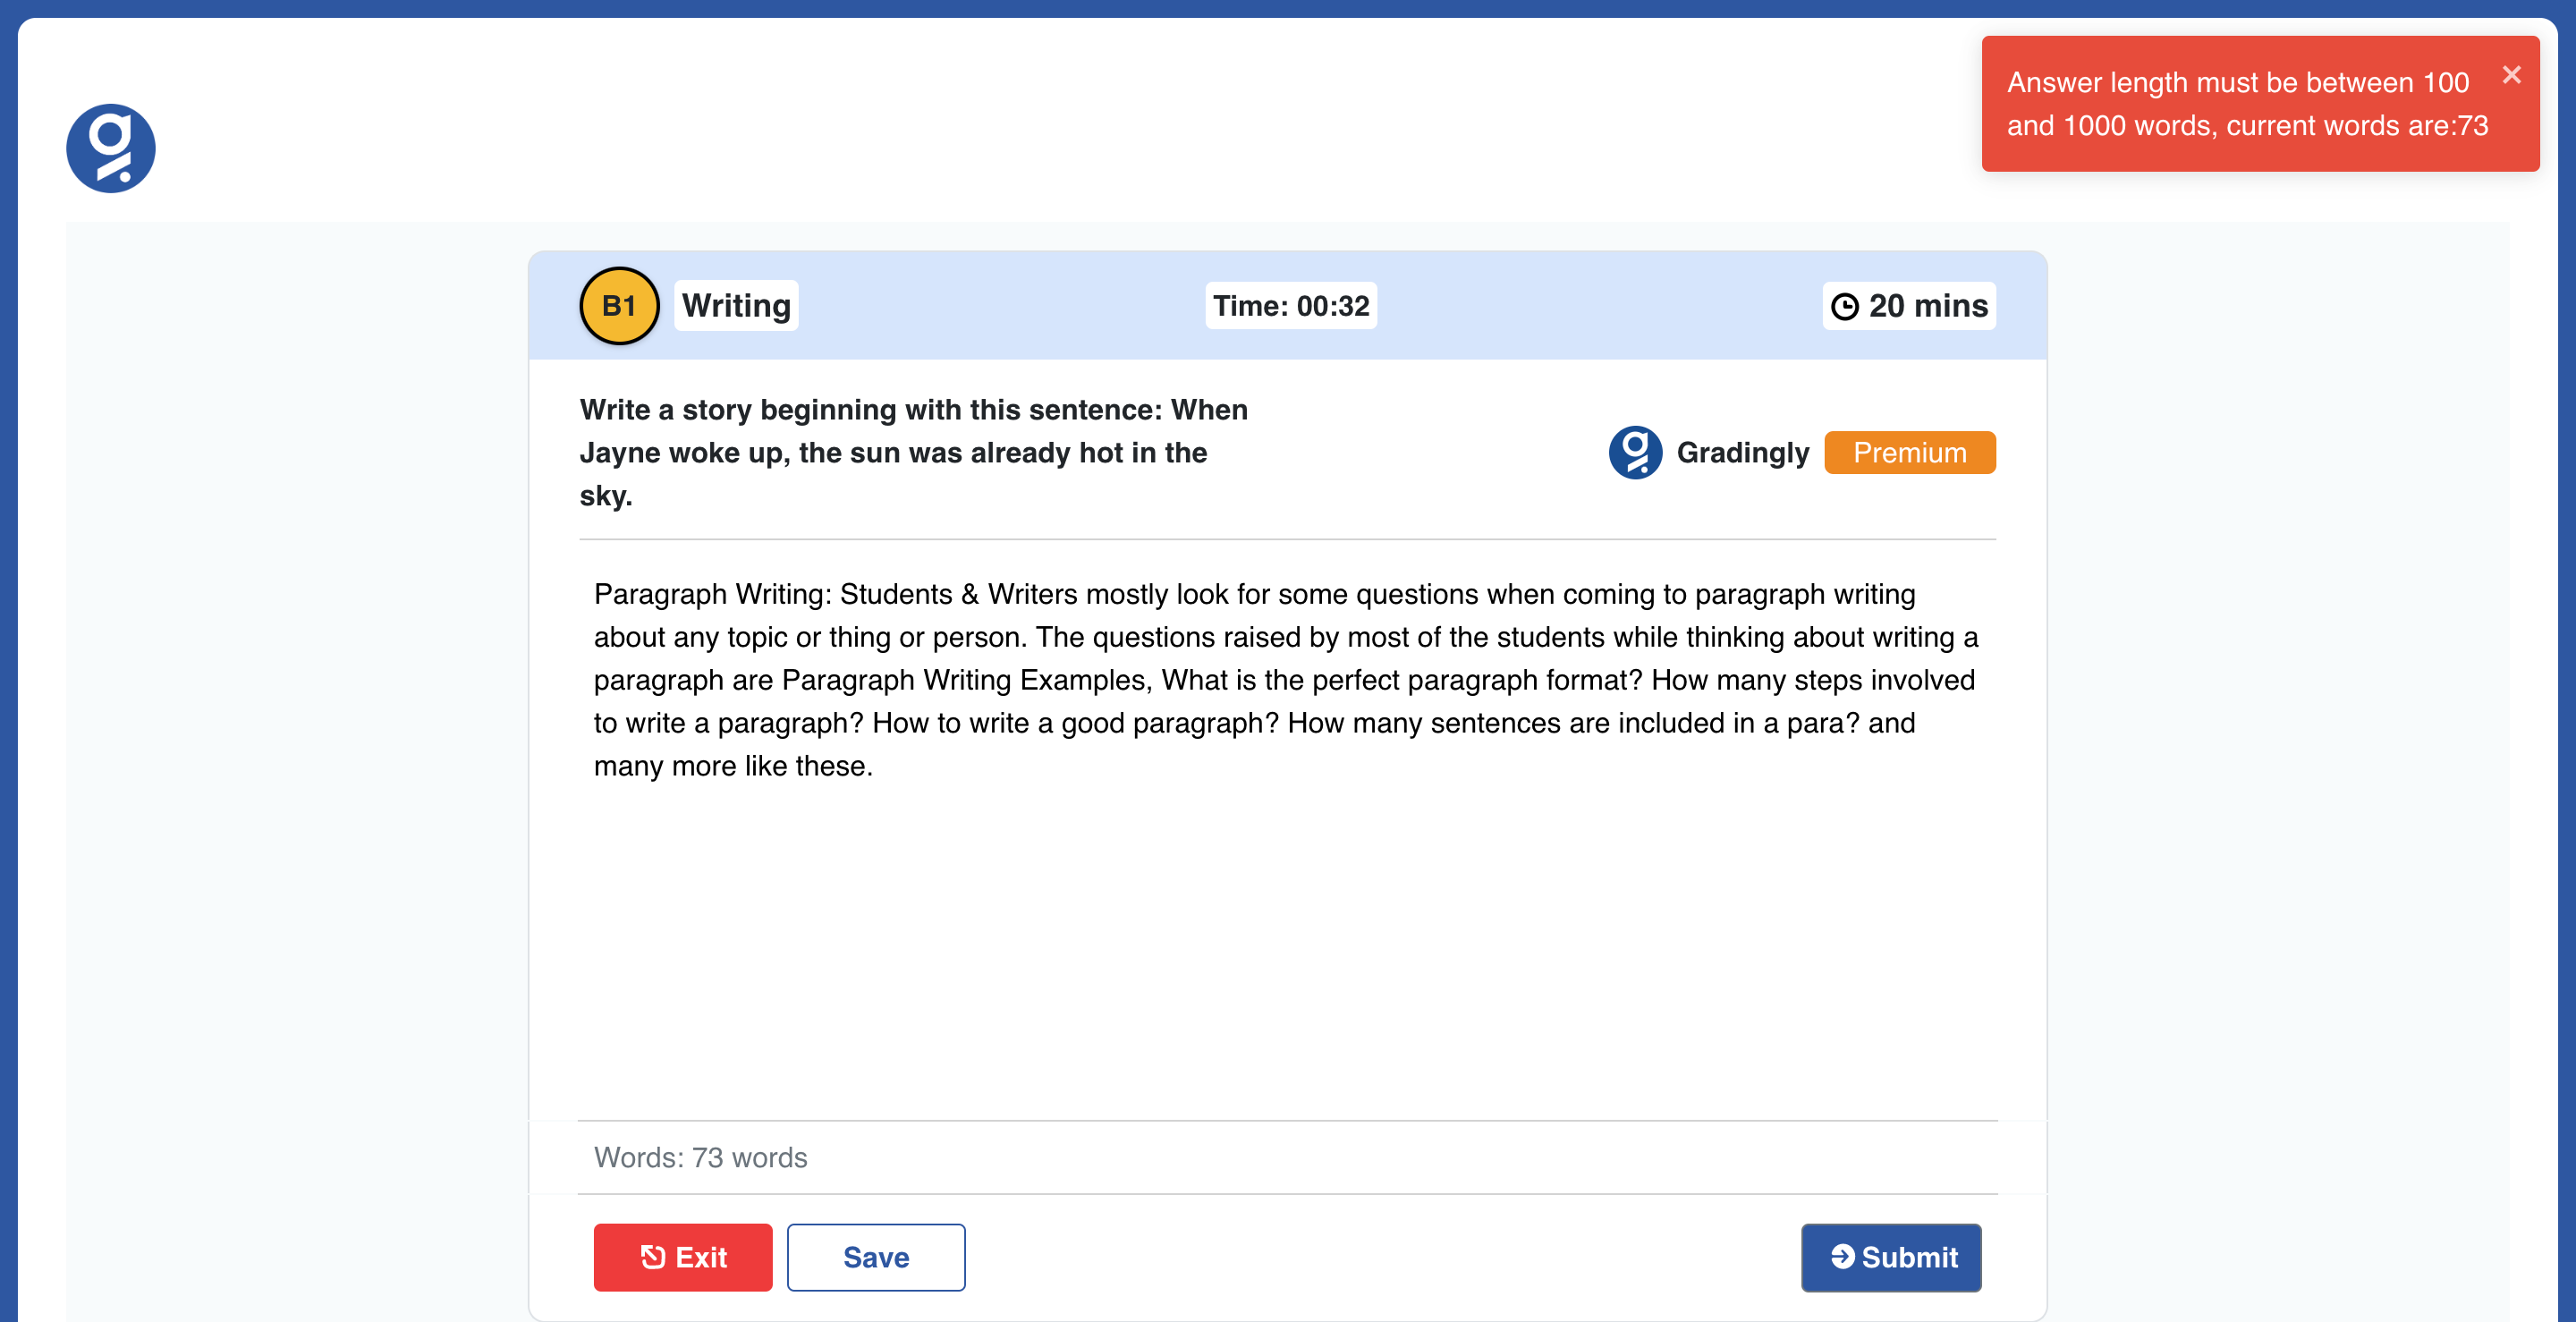 Answer length must be between 100
and 1000 words, current words are:73
B1 Writing Time: 00:32 20 mins
Write a story beginning with this sentence: When
Jayne woke up, the sun was already hot in the
sky.
Gradingly Premium
Paragraph Writing: Students & Writers mostly look for some questions when coming to paragraph writing
about any topic or thing or person. The questions raised by most of the students while thinking about writing a
paragraph are Paragraph Writing Examples, What is the perfect paragraph format? How many steps involved
to write a paragraph? How to write a good paragraph? How many sentences are included in a para? and
many more like these.
Words: 73 words
Exit Save Submit